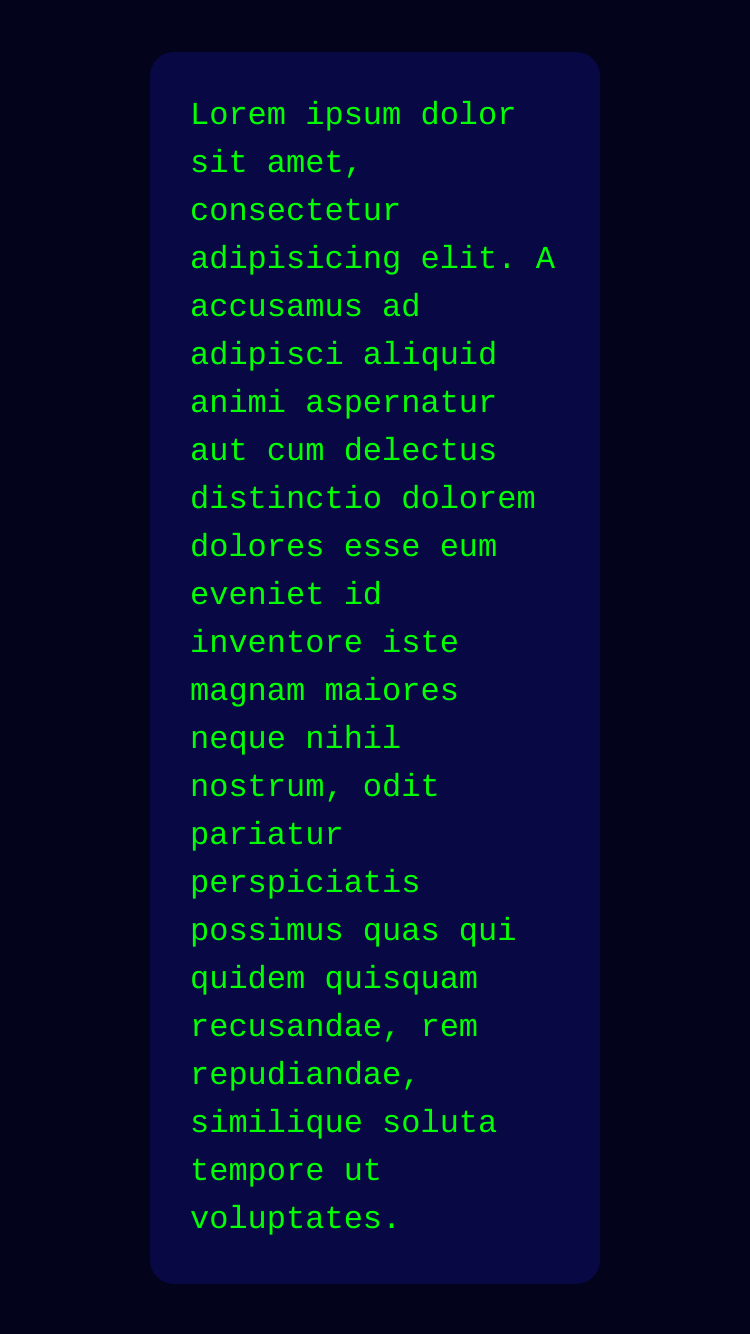 Lorem ipsum dolor
sit amet,
consectetur
adipisicing elit. A
accusamus ad
adipisci aliquid
animi aspernatur
aut cum delectus
distinctio dolorem
dolores esse eum
eveniet id
inventore iste
magnam maiores
neque nihil
nostrum, odit
pariatur
perspiciatis
possimus quas qui
quidem quisquam
recusandae, rem
repudiandae,
similique soluta
tempore ut
voluptates.